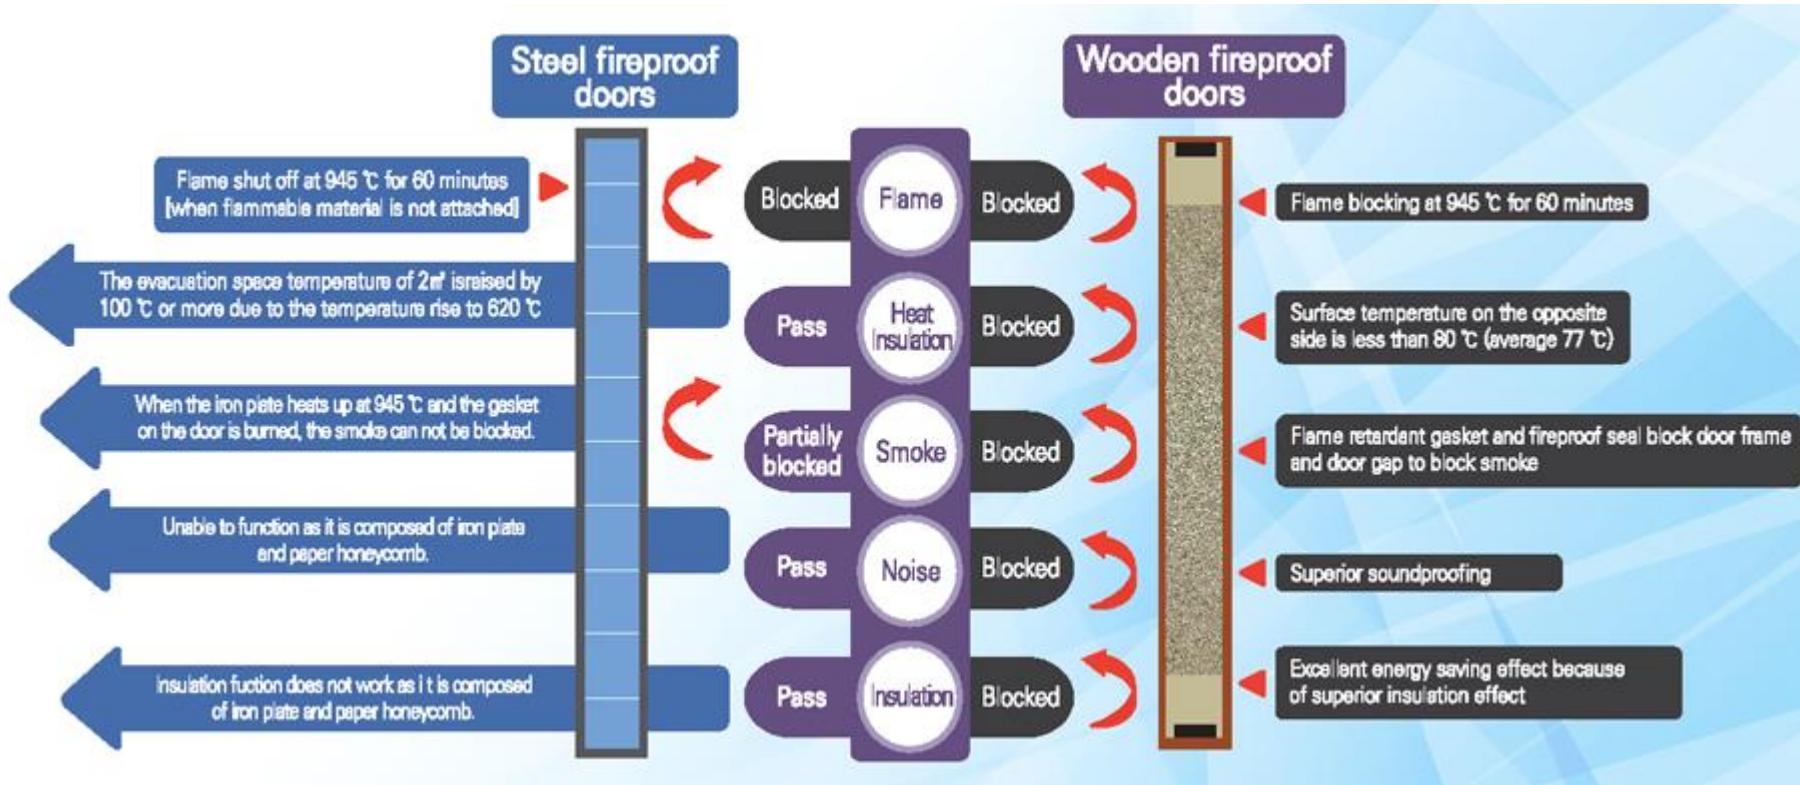 Steel fireproof
doors
Wooden fireproof
doors
Flame shut off at 945 ℃ for 60 minutes
[when flammable material is not attached]
Blocked
Flame
Blocked
Flame blocking at 945 ℃ for 60 minutes
The evacuation space temperature of 2㎡ israised by
100 ℃ or more due to the temperature rise to 620 ℃
Pass
Heat
Insulation
Blocked
Surface temperature on the opposite
side is less than 80 ℃ (average 77 ℃)
When the iron plate heats up at 945 ℃ and the gasket
on the door is burned, the smoke can not be blocked.
Partially
blocked
Smoke
Blocked
Flame retardant gasket and fireproof seal block door frame
and door gap to block smoke
Unable to function as it is composed of iron plate
and paper honeycomb.
Pass
Noise
Blocked
Superior soundproofing
Insulation fuction does not work as i t is composed
of iron plate and paper honeycomb.
Pass
Insulation
Blocked
Excellent energy saving effect because
of superior insulation effect